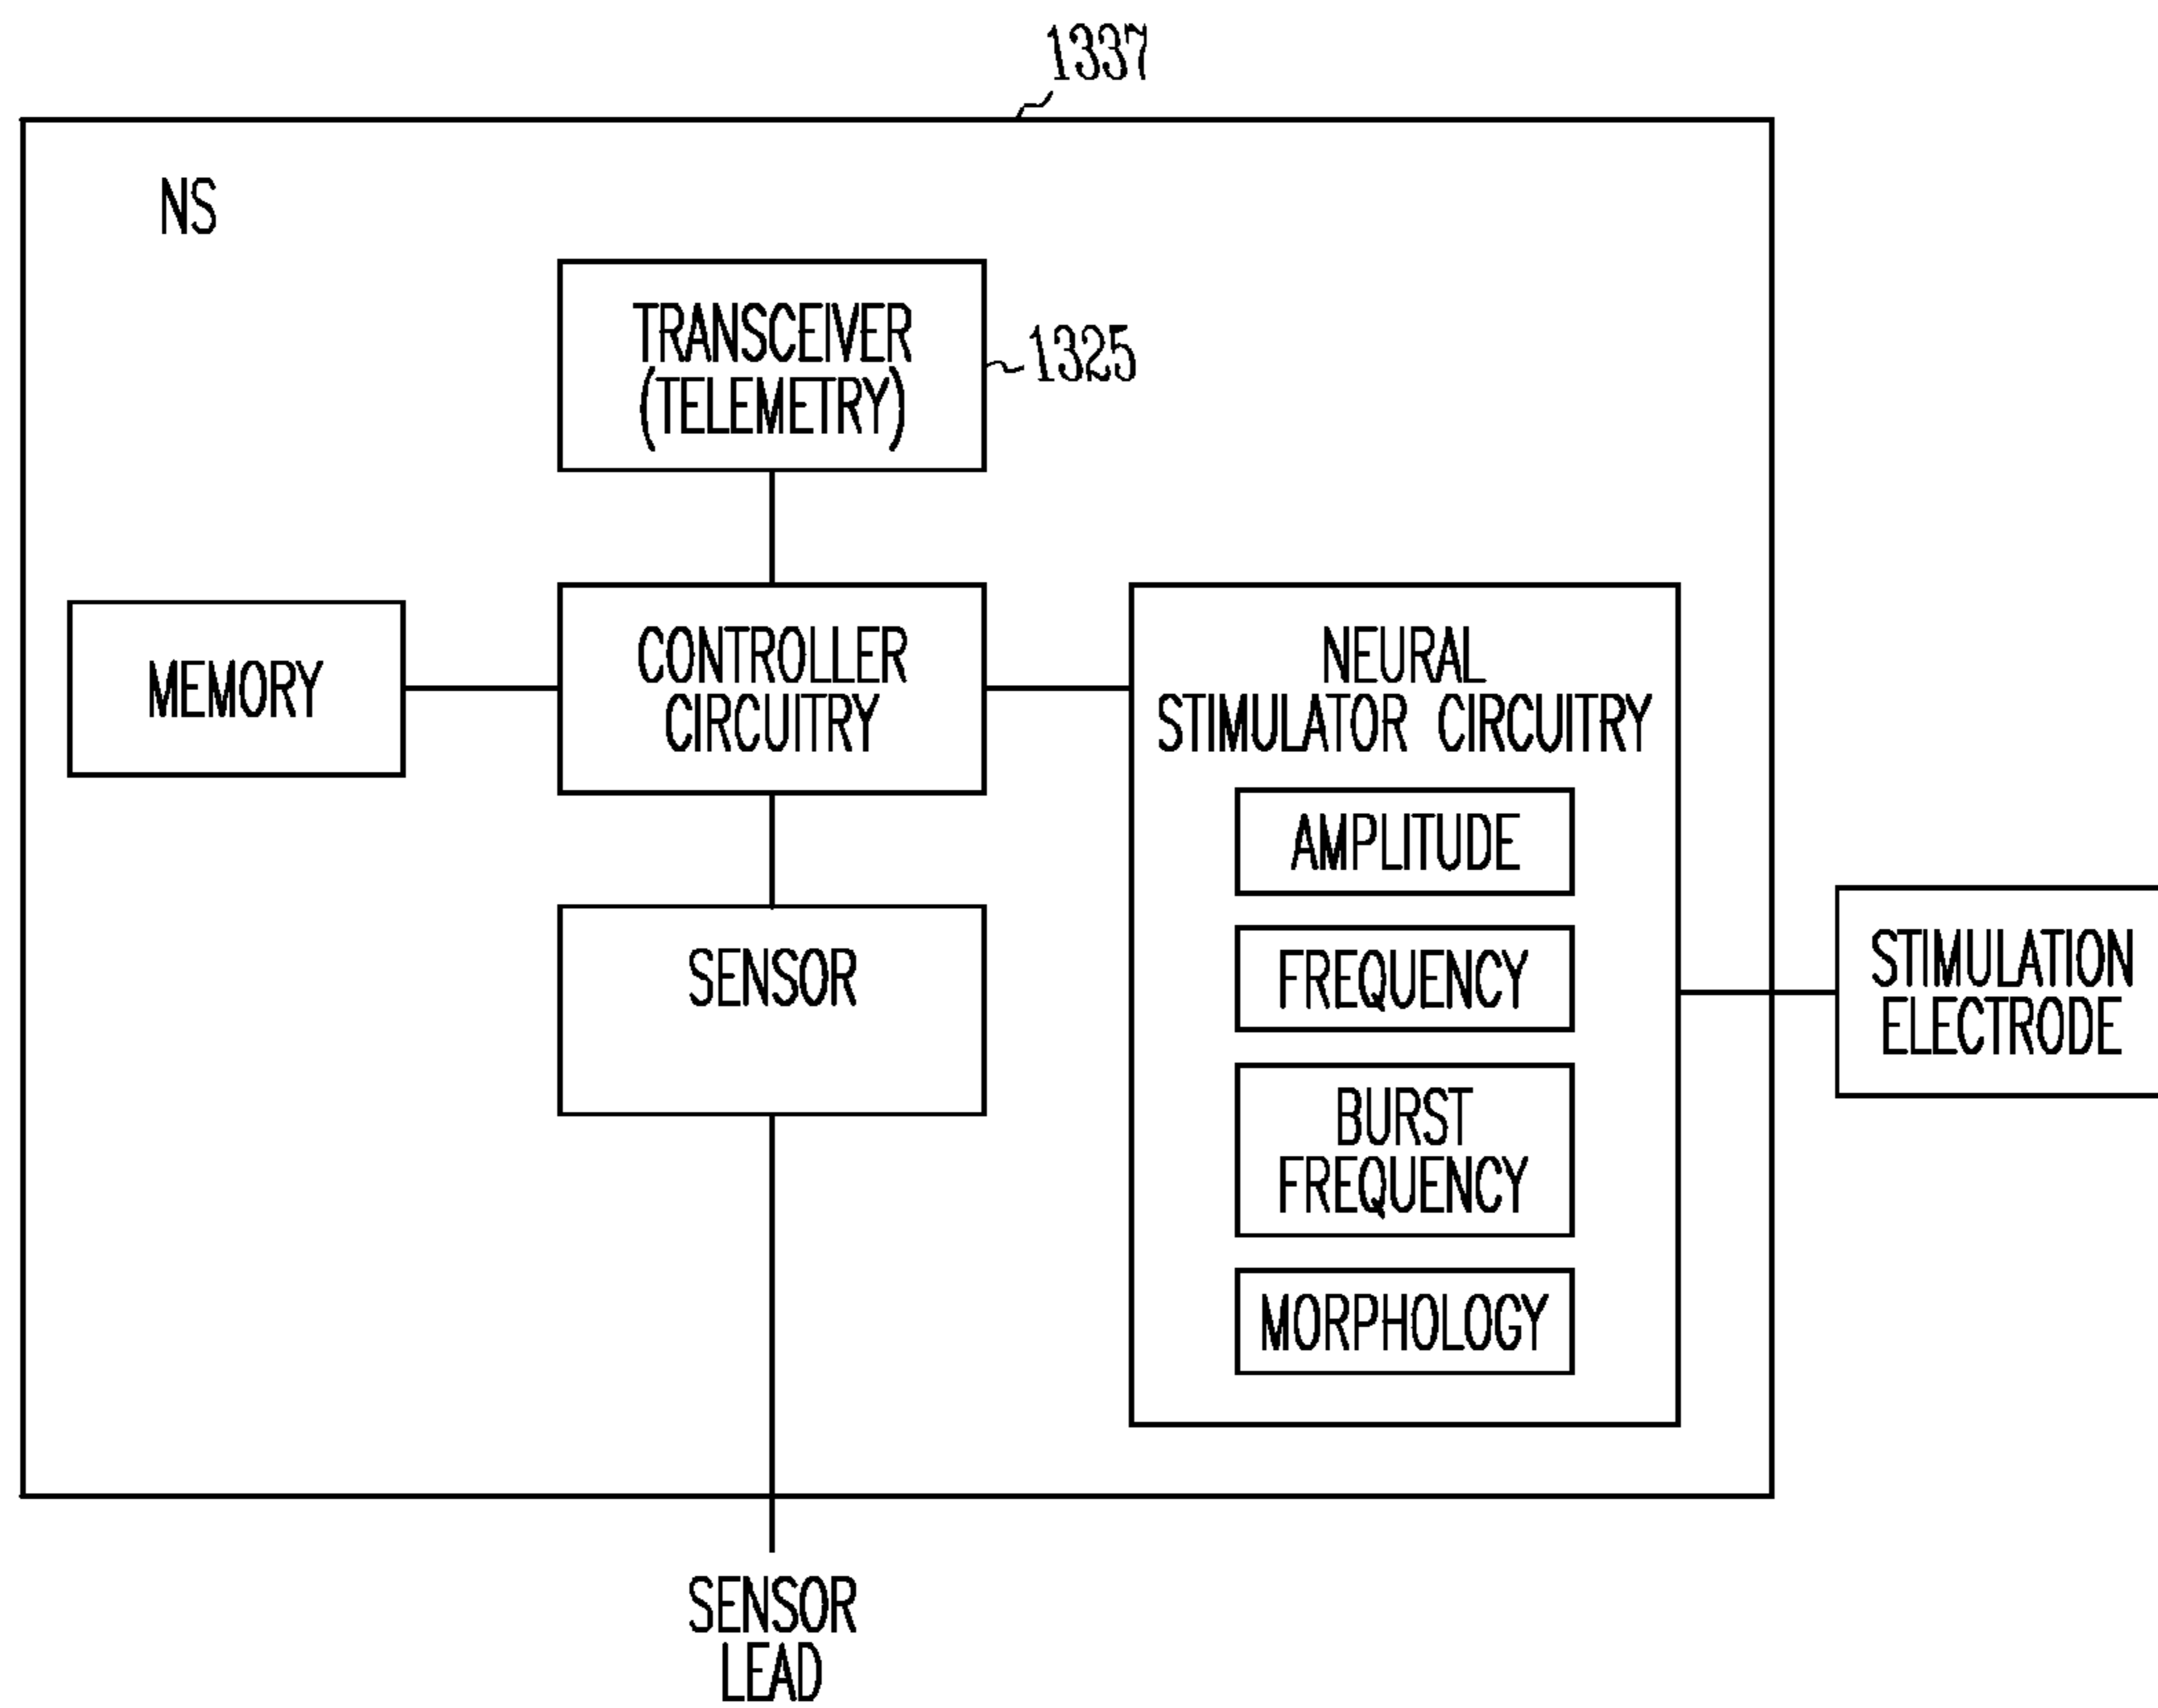 1337
NS
TRANSCEIVER
(TELEMETRY)
1325
MEMORY
CONTROLLER
CIRCUITRY
NEURAL
STIMULATOR CIRCUITRY
AMPLITUDE
FREQUENCY
BURST
FREQUENCY
MORPHOLOGY
SENSOR
STIMULATION
ELECTRODE
SENSOR
LEAD